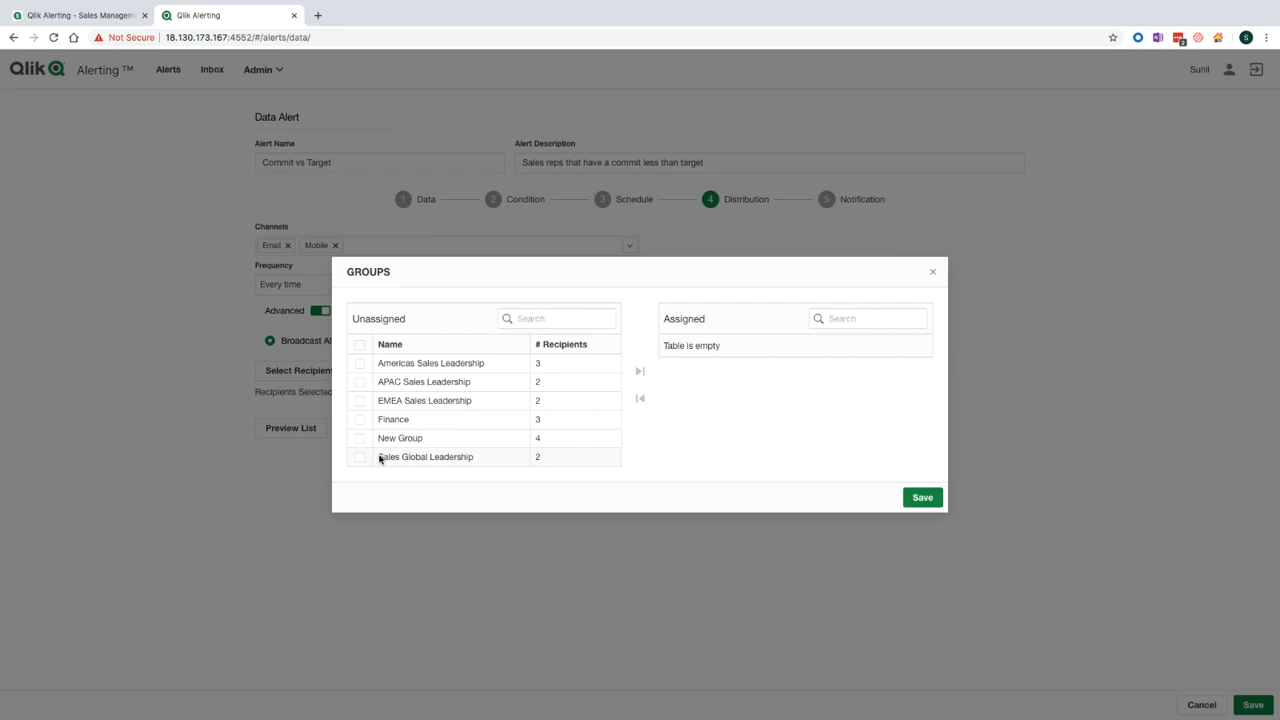 Qlik Alerting - Sales Managem
Qlik Alerting
Not Secure 18.130.173.167:4552/#/alerts/data/
2
S
Qlik Alerting ™ Alerts Inbox Admin Sunil
Data Alert
Alert Name Alert Description
Commit vs Target Sales reps that have a commit less than target
1 Data 2 Condition 3 Schedule 4 Distribution 5 Notification
Channels
Email Mobile
Frequency
Every time
Advanced
Broadcast Al
Select Recipient
Recipients Selected
Preview List
GROUPS
Unassigned Search Assigned Search
Name # Recipients Table is empty
Americas Sales Leadership 3
APAC Sales Leadership 2
EMEA Sales Leadership 2
Finance 3
New Group 4
Sales Global Leadership 2
Save
Cancel Save